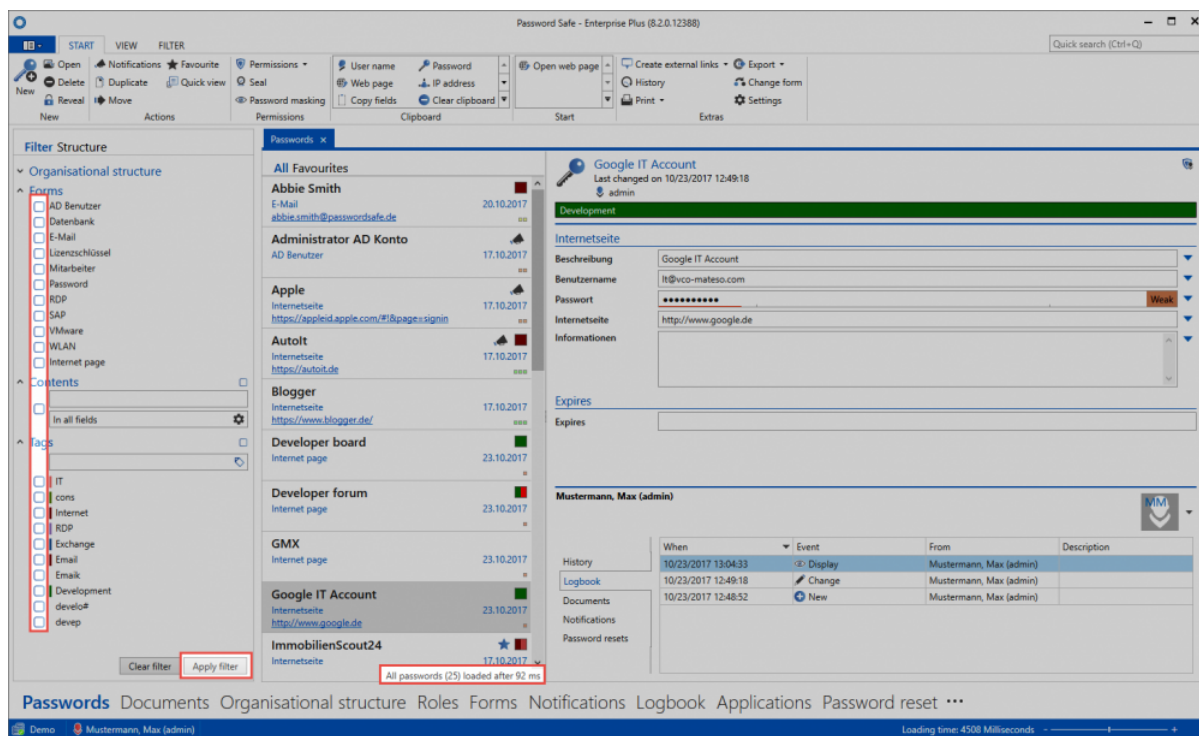 Password Safe - Enterprise Plus (8.2.0.12388)
START VIEW FILTER
Quick search (Ctrl+Q)
New
Open
Delete
Reveal
New
Notifications Favourite
Duplicate Quick view
Move
Actions
Permissions
Seal
Password masking
Permissions
User name Password
Web page IP address
Copy fields Clear clipboard
Clipboard
Open web page
Start
Create external links Export
History Change form
Print Settings
Extras
Filter Structure
Organisational structure
Forms
AD Benutzer
Datenbank
E-Mail
Lizenzschlüssel
Mitarbeiter
Password
RDP
SAP
VMware
WLAN
Internet page
Contents
In all fields
Tags
IT
cons
Internet
RDP
Exchange
Email
Emaik
Development
develo#
devep
Clear filter Apply filter
Passwords x
All Favourites
Abbie Smith
E-Mail 20.10.2017
abbie.smith@passwordsafe.de
Administrator AD Konto
AD Benutzer 17.10.2017
Apple
Internetseite 17.10.2017
https://appleid.apple.com/#!&page=signin
AutoIt
Internetseite 17.10.2017
https://autoit.de
Blogger
Internetseite 17.10.2017
https://www.blogger.de/
Developer board
Internet page 23.10.2017
Developer forum
Internet page 23.10.2017
GMX
Internet page 23.10.2017
Google IT Account
Internetseite 23.10.2017
http://www.google.de
ImmobilienScout24
Internetseite 17.10.2017
All passwords (25) loaded after 92 ms
Google IT Account
Last changed on 10/23/2017 12:49:18
admin
Development
Internetseite
Beschreibung Google IT Account
Benutzername It@vco-mateso.com
Passwort •••••••••• Weak
Internetseite http://www.google.de
Informationen
Expires
Expires
Mustermann, Max (admin)
MM
History
Logbook
Documents
Notifications
Password resets
When Event From Description
10/23/2017 13:04:33 Display Mustermann, Max (admin)
10/23/2017 12:49:18 Change Mustermann, Max (admin)
10/23/2017 12:48:52 New Mustermann, Max (admin)
Passwords Documents Organisational structure Roles Forms Notifications Logbook Applications Password reset •••
Demo Mustermann, Max (admin) Loading time: 4508 Milliseconds - +